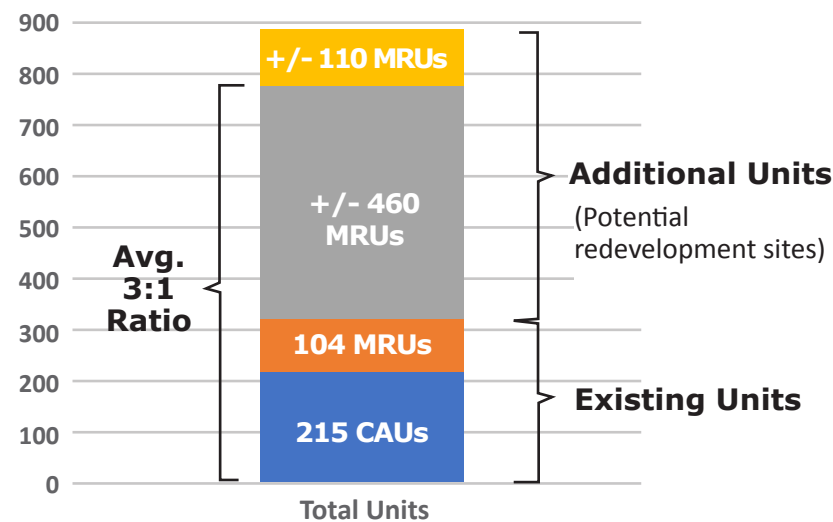 900
800
700
600
500
400
300
200
100
0
+/- 110 MRUs
+/- 460
MRUs
104 MRUs
215 CAUs
Avg.
3:1
Ratio
Additional Units
(Potential
redevelopment sites)
Existing Units
Total Units